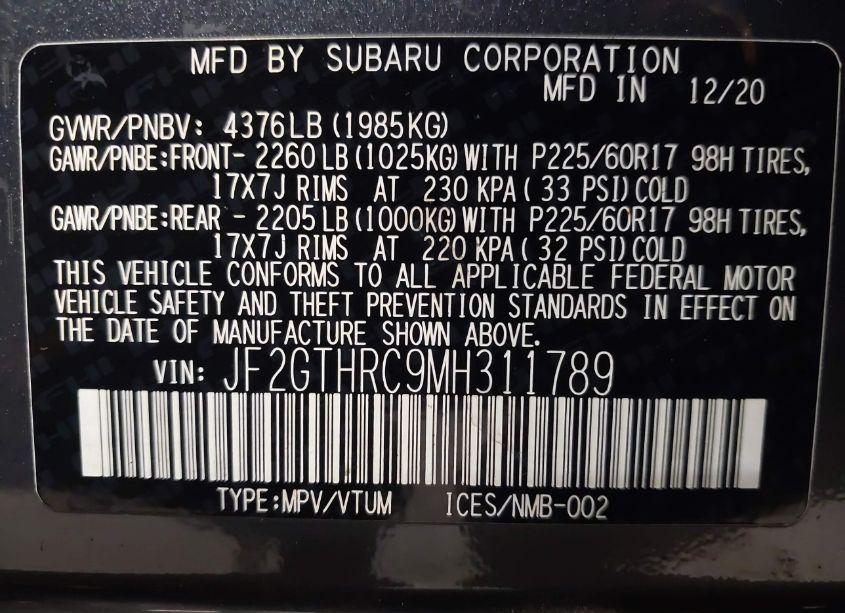 MFD BY SUBARU CORPORATION
MFD IN 12/20
GVWR/PNBV: 4376LB (1985KG)
GAWR/PNBE:FRONT- 2260 LB (1025KG) WITH P225/60R17 98H TIRES,
17X7J RIMS AT 230 KPA ( 33 PSI) COLD
GAWR/PNBE:REAR - 2205 LB (1000KG) WITH P225/60R17 98H TIRES,
17X7J RIMS AT 220 KPA ( 32 PSI) COLD
THIS VEHICLE CONFORMS TO ALL APPLICABLE FEDERAL MOTOR
VEHICLE SAFETY AND THEFT PREVENTION STANDARDS IN EFFECT ON
THE DATE OF MANUFACTURE SHOWN ABOVE.
VIN: JF2GTHRC9MH311789
TYPE:MPV/VTUM ICES/NMB-002